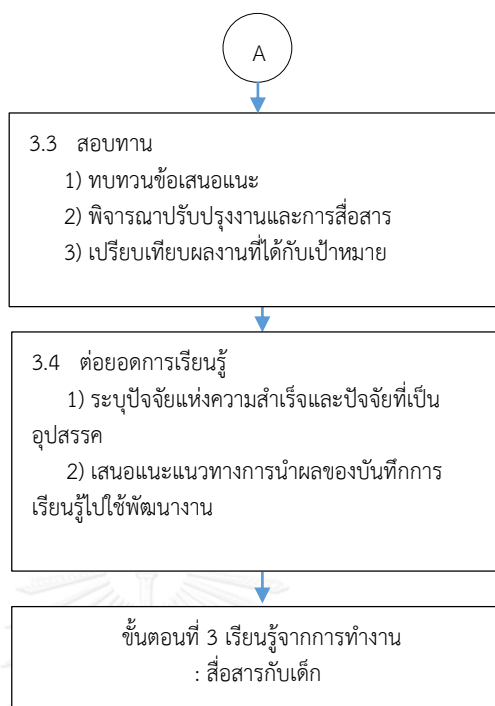 A
3.3 สอบทาน
1) ทบทวนข้อเสนอแนะ
2) พิจารณาปรับปรุงงานและการสื่อสาร
3) เปรียบเทียบผลงานที่ได้กับเป้าหมาย
3.4 ต่อยอดการเรียนรู้
1) ระบุปัจจัยแห่งความสำเร็จและปัจจัยที่เป็น
อุปสรรค
2) เสนอแนะแนวทางการนำผลของบันทึกการ
เรียนรู้ไปใช้พัฒนางาน
ขั้นตอนที่ 3 เรียนรู้จากการทำงาน
: สื่อสารกับเด็ก